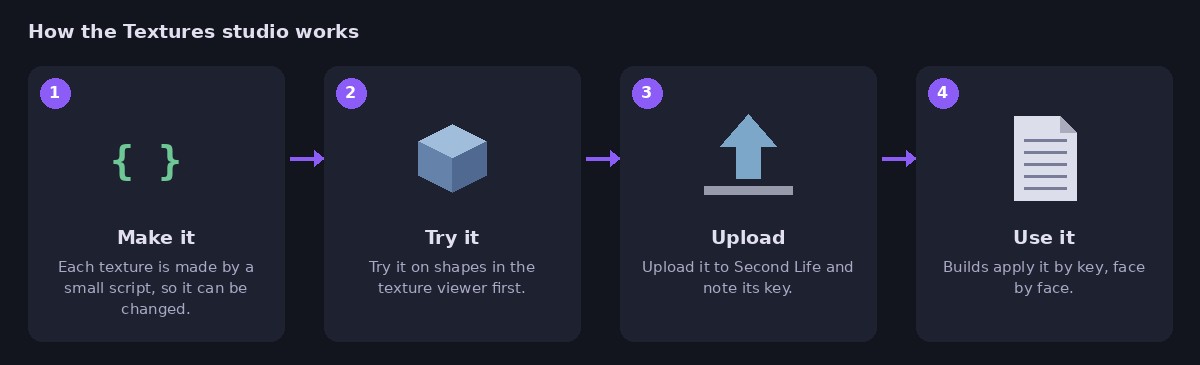 How the Textures studio works
1
{ }
Make it
Each texture is made by a
small script, so it can be
changed.
2
Try it
Try it on shapes in the
texture viewer first.
3
Upload
Upload it to Second Life and
note its key.
4
Use it
Builds apply it by key, face
by face.